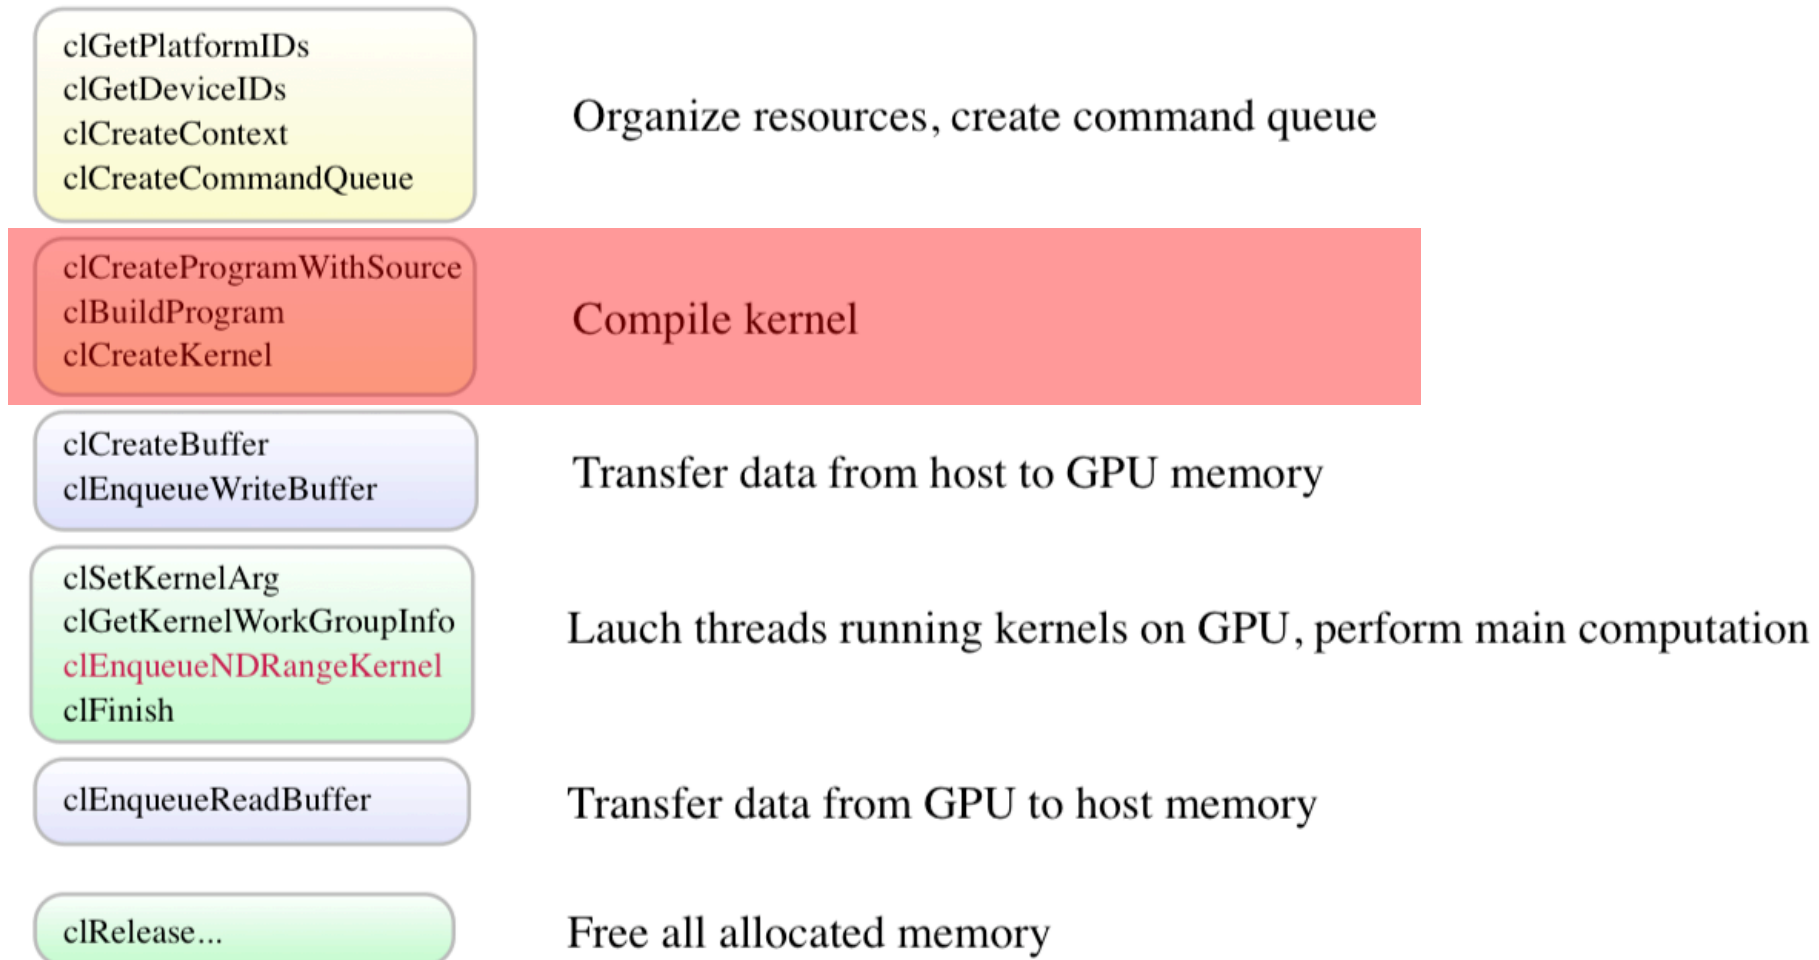 clGetPlatformIDs
clGetDeviceIDs
clCreateContext
clCreateCommandQueue
Organize resources, create command queue
clCreateProgramWithSource
clBuildProgram
clCreateKernel
Compile kernel
clCreateBuffer
clEnqueueWriteBuffer
Transfer data from host to GPU memory
clSetKernelArg
clGetKernelWorkGroupInfo
clEnqueueNDRangeKernel
clFinish
Lauch threads running kernels on GPU, perform main computation
clEnqueueReadBuffer
Transfer data from GPU to host memory
clRelease...
Free all allocated memory